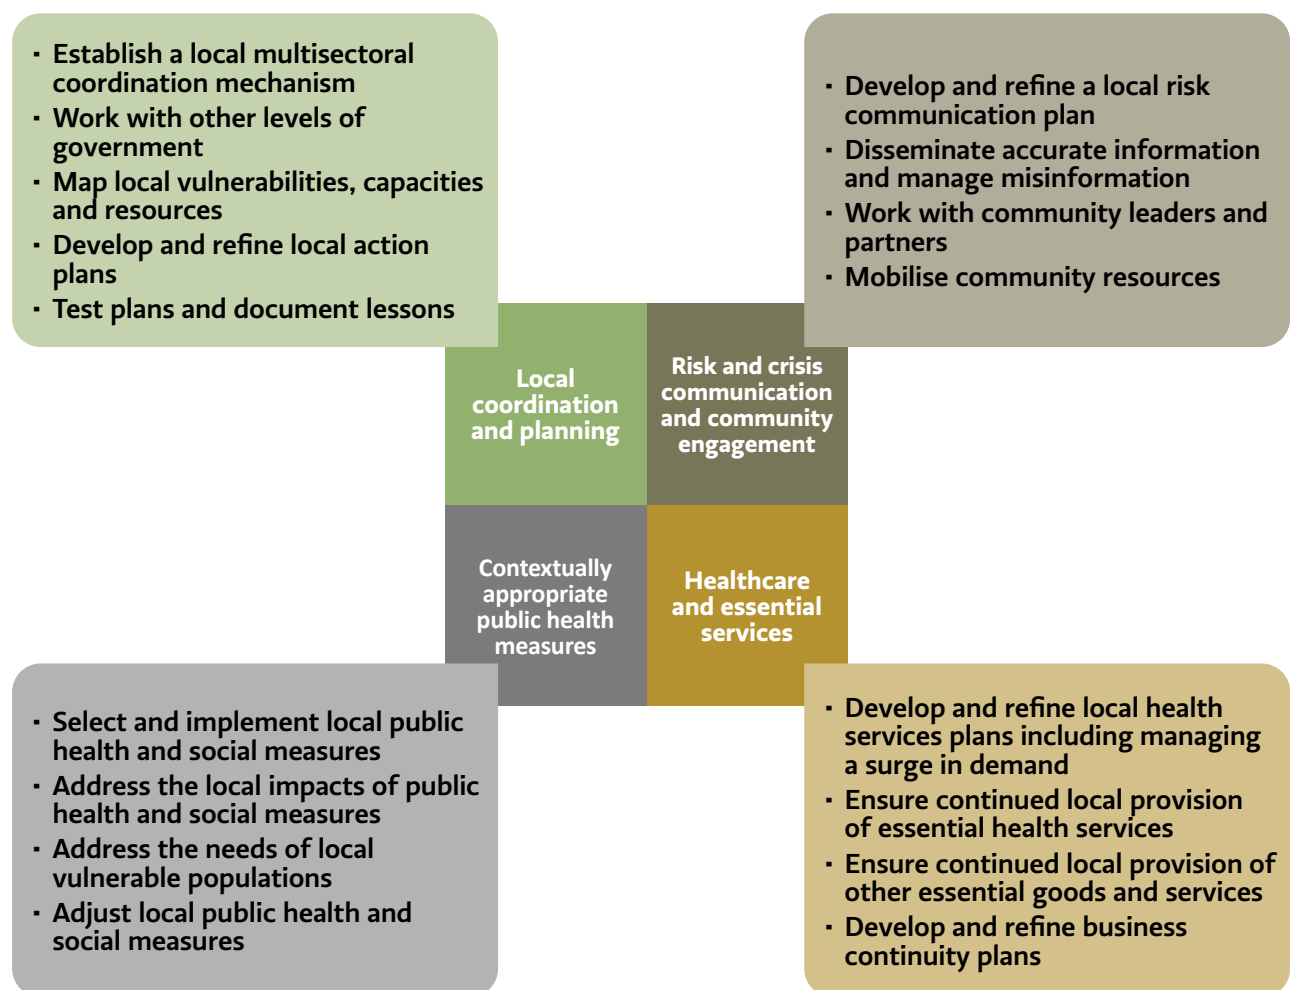 ▪ Establish a local multisectoral
coordination mechanism
▪ Work with other levels of
government
▪ Map local vulnerabilities, capacities
and resources
▪ Develop and refine local action
plans
▪ Test plans and document lessons
▪ Develop and refine a local risk
communication plan
▪ Disseminate accurate information
and manage misinformation
▪ Work with community leaders and
partners
▪ Mobilise community resources
Local
coordination
and planning
Risk and crisis
communication
and community
engagement
Contextually
appropriate
public health
measures
Healthcare
and essential
services
▪ Select and implement local public
health and social measures
▪ Address the local impacts of public
health and social measures
▪ Address the needs of local
vulnerable populations
▪ Adjust local public health and
social measures
▪ Develop and refine local health
services plans including managing
a surge in demand
▪ Ensure continued local provision
of essential health services
▪ Ensure continued local provision of
other essential goods and services
▪ Develop and refine business
continuity plans